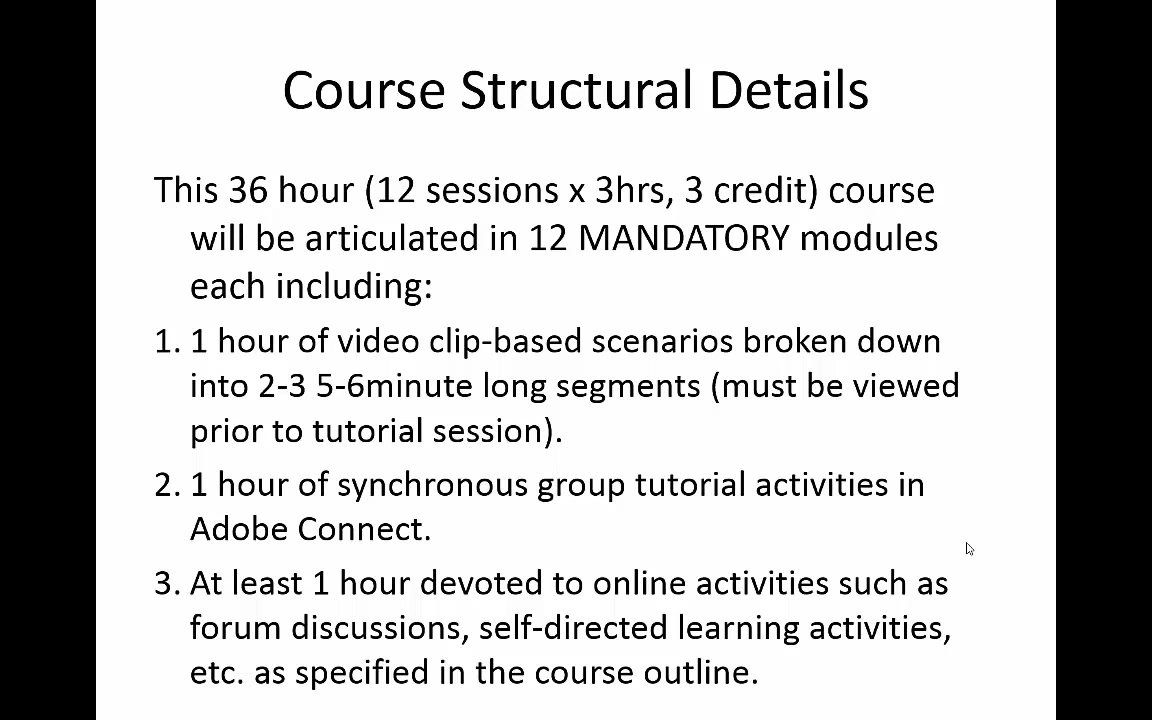 Course Structural Details
This 36 hour (12 sessions x 3hrs, 3 credit) course
will be articulated in 12 MANDATORY modules
each including:
1. 1 hour of video clip-based scenarios broken down
into 2-3 5-6minute long segments (must be viewed
prior to tutorial session).
2. 1 hour of synchronous group tutorial activities in
Adobe Connect.
3. At least 1 hour devoted to online activities such as
forum discussions, self-directed learning activities,
etc. as specified in the course outline.